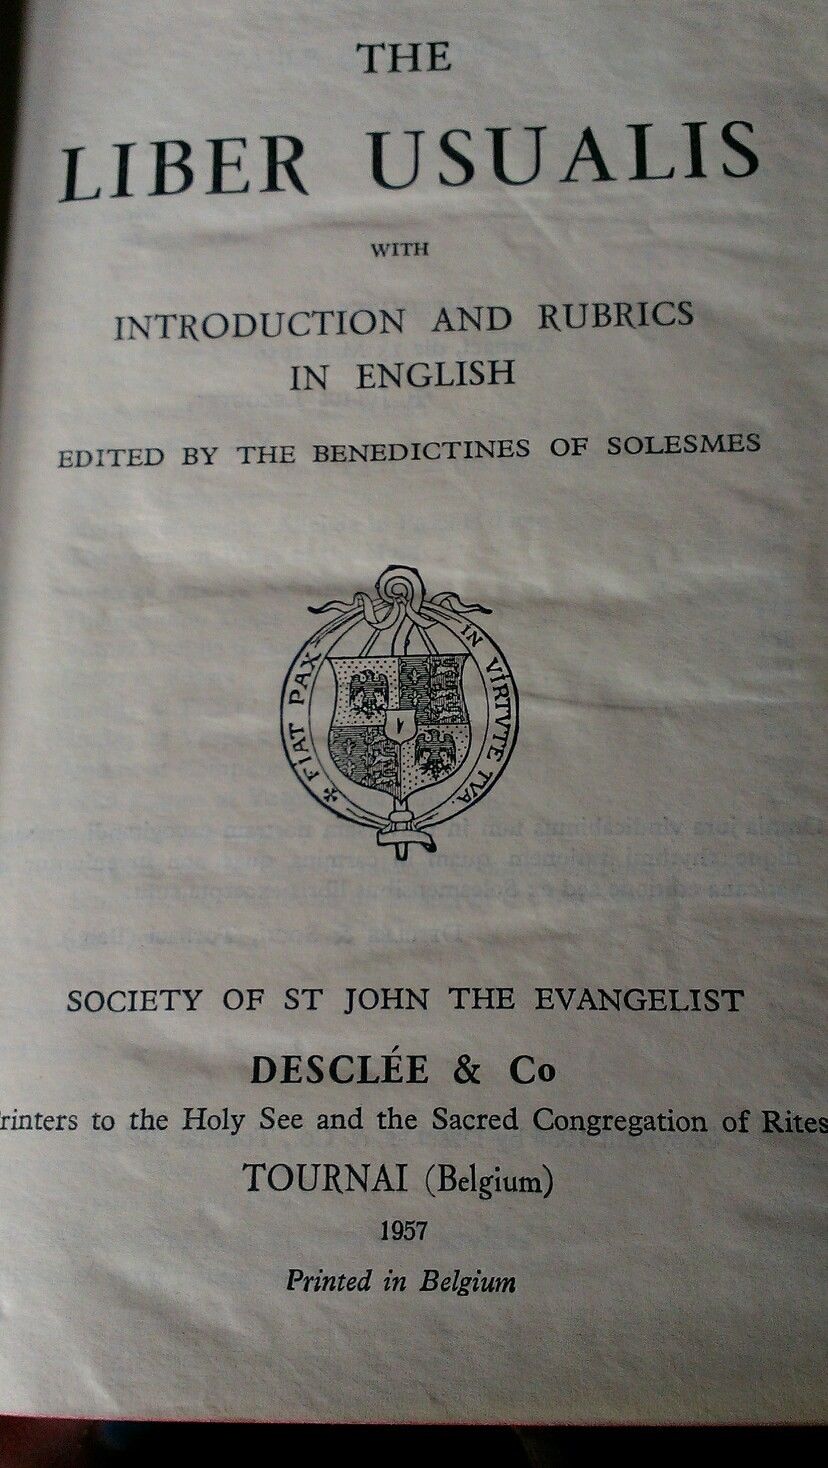 THE
LIBER USUALIS
WITH
INTRODUCTION AND RUBRICS
IN ENGLISH
EDITED BY THE BENEDICTINES OF SOLESMES
✠ FIAT PAX IN VIRTVTE TVA.
SOCIETY OF ST JOHN THE EVANGELIST
DESCLÉE & Co
rinters to the Holy See and the Sacred Congregation of Rites
TOURNAI (Belgium)
1957
Printed in Belgium